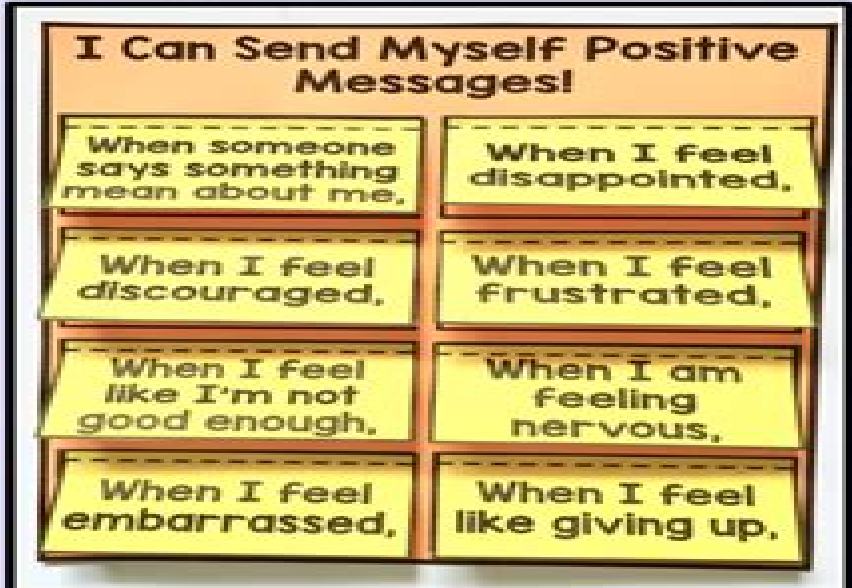 I Can Send Myself Positive
Messages!
When someone
says something
mean about me,
When I feel
disappointed,
When I feel
discouraged,
When I feel
frustrated,
When I feel
like I'm not
good enough,
When I am
feeling
nervous,
When I feel
embarrassed,
When I feel
like giving up,